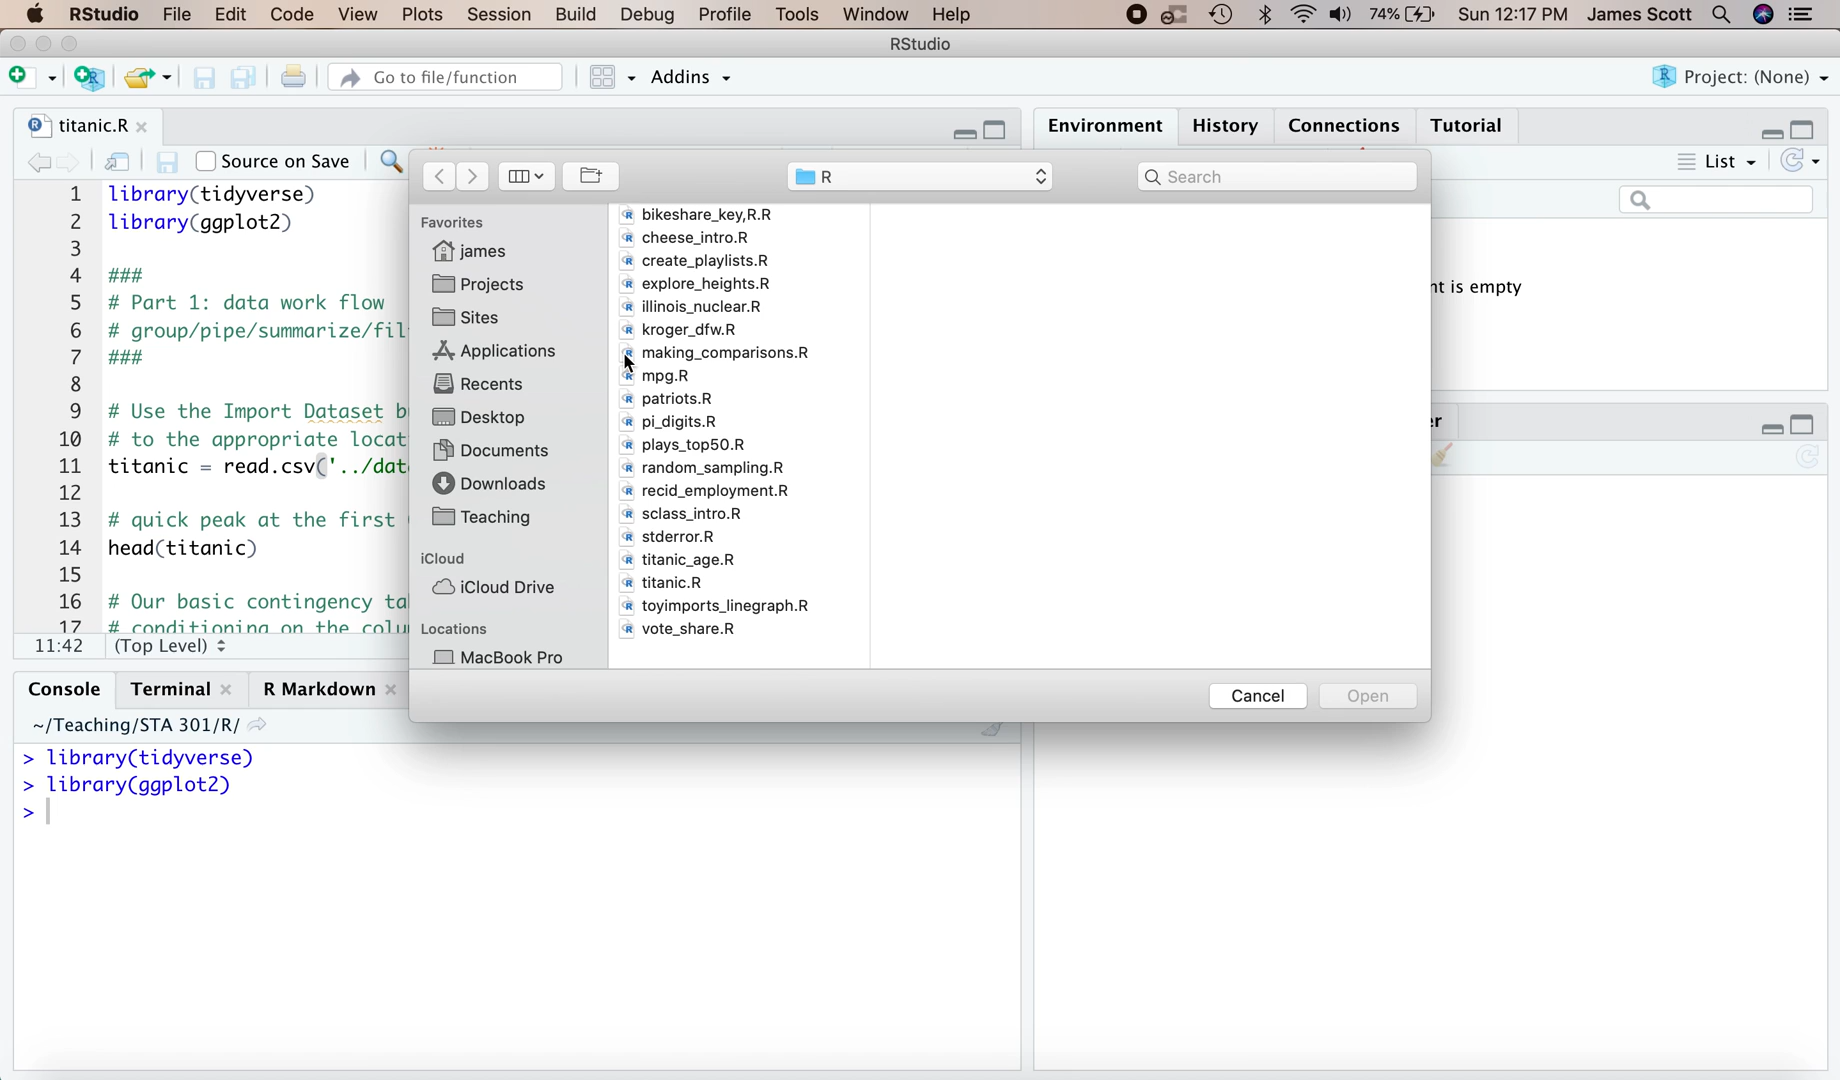 RStudio File Edit Code View Plots Session Build Debug Profile Tools Window Help 74% Sun 12:17 PM James Scott
RStudio
Go to file/function Addins Project: (None)
titanic.R
Source on Save
1 library(tidyverse)
2 library(ggplot2)
3
4 ###
5 # Part 1: data work flow
6 # group/pipe/summarize/fil
7 ###
8
9 # Use the Import Dataset b
10 # to the appropriate locat
11 titanic = read.csv('../dat
12
13 # quick peak at the first
14 head(titanic)
15
16 # Our basic contingency ta
17 # conditioning on the colu
11:42 (Top Level)
Console Terminal R Markdown
~/Teaching/STA 301/R/
> library(tidyverse)
> library(ggplot2)
>
R Search
Favorites
james
Projects
Sites
Applications
Recents
Desktop
Documents
Downloads
Teaching
iCloud
iCloud Drive
Locations
MacBook Pro
bikeshare_key,R.R
cheese_intro.R
create_playlists.R
explore_heights.R
illinois_nuclear.R
kroger_dfw.R
making_comparisons.R
mpg.R
patriots.R
pi_digits.R
plays_top50.R
random_sampling.R
recid_employment.R
sclass_intro.R
stderror.R
titanic_age.R
titanic.R
toyimports_linegraph.R
vote_share.R
Cancel Open
Environment History Connections Tutorial
List
nt is empty
er